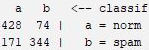 a b <-- classif
428 74 | a = norm
171 344 | b = spam